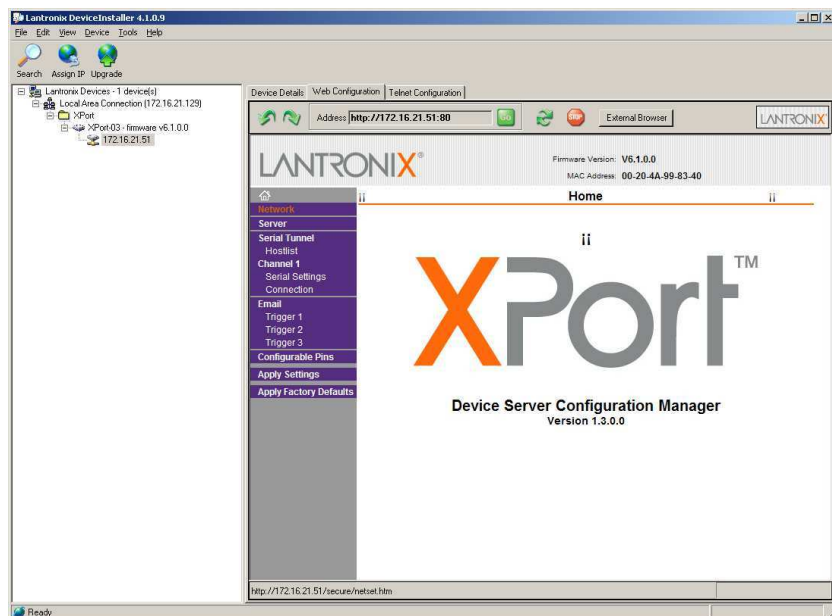 Lantronix DeviceInstaller 4.1.0.9
File Edit View Device Tools Help
Search Assign IP Upgrade
Lantronix Devices - 1 device(s)
Local Area Connection (172.16.21.129)
XPort
XPort-03 - firmware v6.1.0.0
172.16.21.51
Device Details Web Configuration Telnet Configuration
Address http://172.16.21.51:80 Go STOP External Browser LANTRONIX
LANTRONIX®
Firmware Version: V6.1.0.0
MAC Address: 00-20-4A-99-83-40
¡¡ Home ¡¡
Network
Server
Serial Tunnel
Hostlist
Channel 1
Serial Settings
Connection
Email
Trigger 1
Trigger 2
Trigger 3
Configurable Pins
Apply Settings
Apply Factory Defaults
¡¡
XPort™
Device Server Configuration Manager
Version 1.3.0.0
http://172.16.21.51/secure/netset.htm
Ready